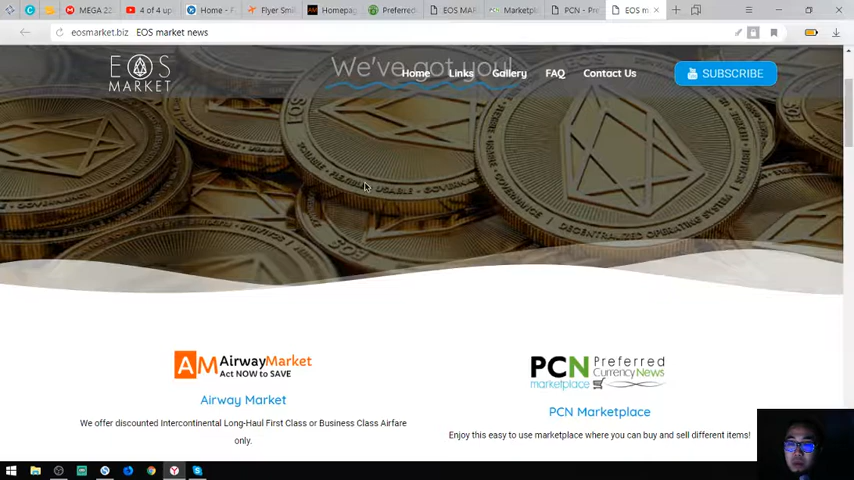 MEGA 22
4 of 4 up
Home - F
Flyer Smi
Homepag
Preferred
EOS MAR
Marketpl
PCN - Pre
EOS m
eosmarket.biz EOS market news
We've got you!
EOS
MARKET
Home Links Gallery FAQ Contact Us SUBSCRIBE
AM AirwayMarket
Act NOW to SAVE
PCN Preferred
CurrencyNews
marketplace
Airway Market
PCN Marketplace
We offer discounted Intercontinental Long-Haul First Class or Business Class Airfare
only.
Enjoy this easy to use marketplace where you can buy and sell different items!